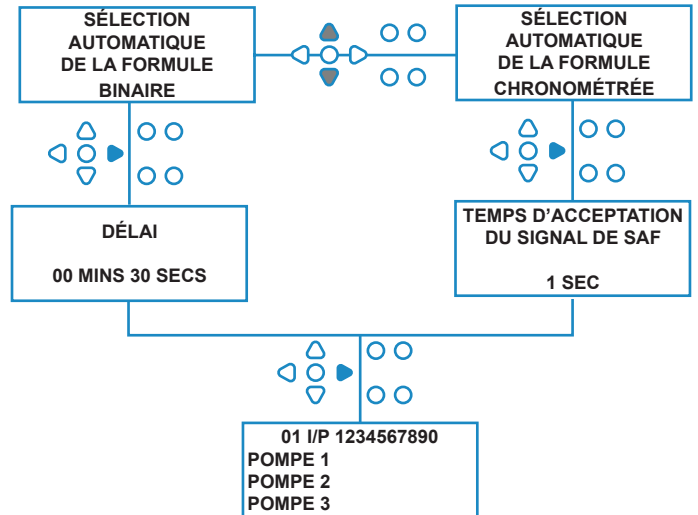 SÉLECTION
AUTOMATIQUE
DE LA FORMULE
BINAIRE
SÉLECTION
AUTOMATIQUE
DE LA FORMULE
CHRONOMÉTRÉE
DÉLAI
00 MINS 30 SECS
TEMPS D'ACCEPTATION
DU SIGNAL DE SAF
1 SEC
01 I/P 1234567890
POMPE 1
POMPE 2
POMPE 3